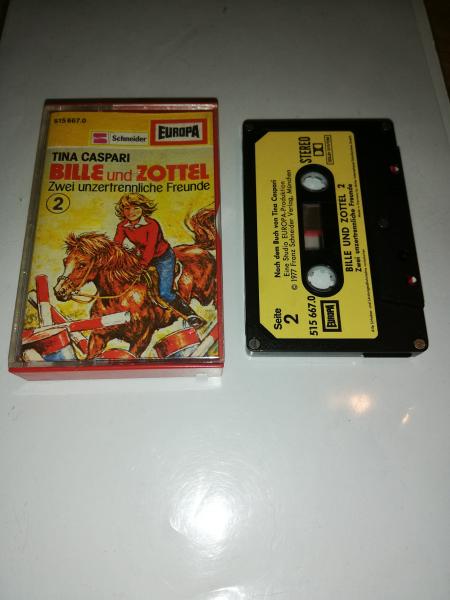 515 667.0
Schneider
EUROPA
TINA CASPARI
BILLE und ZOTTEL
Zwei unzertrennliche Freunde
2
STEREO
Nach dem Buch von Tina Caspari
Eine Studio EUROPA-Produktion
© 1977 Franz Schneider Verlag, München
Seite
2
515 667.0
EUROPA
BILLE UND ZOTTEL 2
Zwei unzertrennliche Freunde